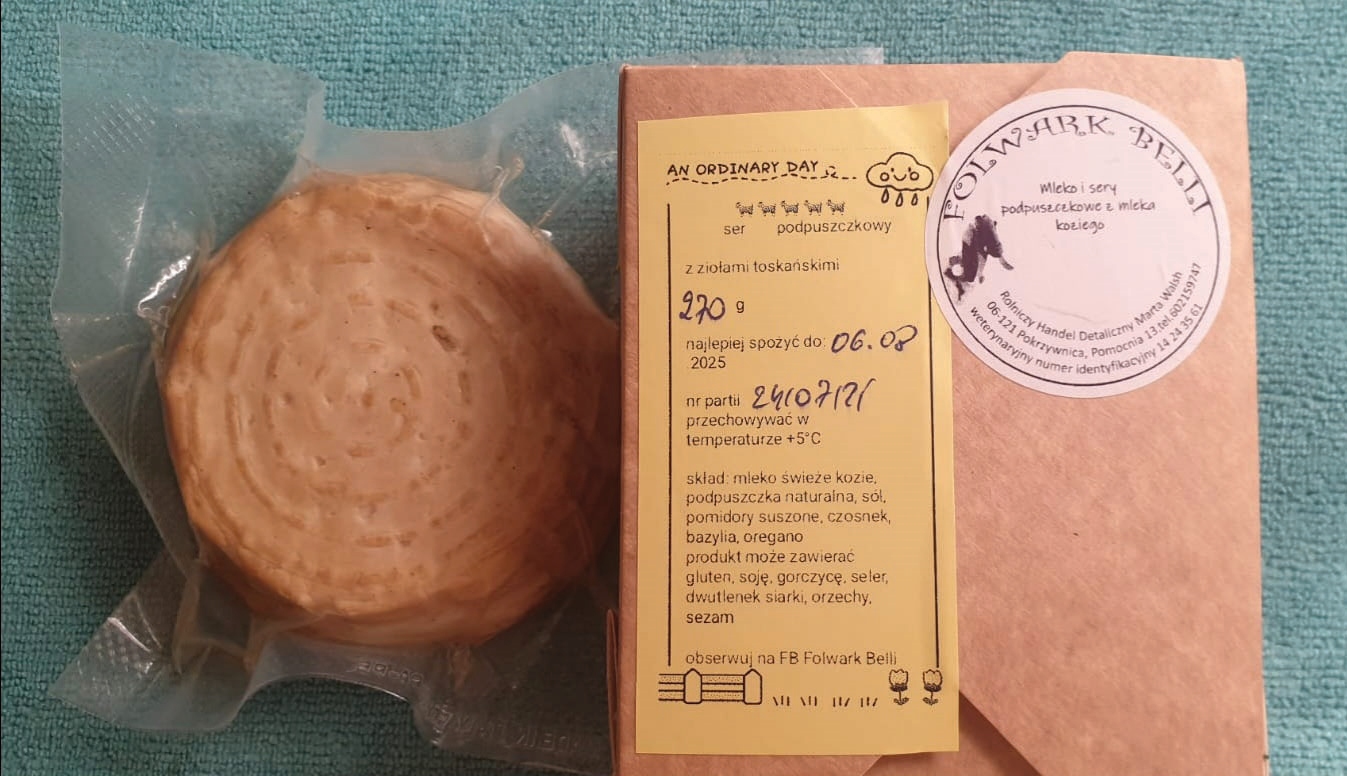 AN ORDINARY DAY
ser podpuszczkowy
z ziołami toskańskimi
270 g
najlepiej spożyć do: 06.08
2025
nr partii 24/07/2/
przechowywać w
temperaturze +5°C
skład: mleko świeże kozie,
podpuszczka naturalna, sól,
pomidory suszone, czosnek,
bazylia, oregano
produkt może zawierać
gluten, soję, gorczycę, seler,
dwutlenek siarki, orzechy,
sezam
obserwuj na FB Folwark Belli
FOLWARK BELLI
Mleko i sery
podpuszczkowe z mleka
koziego
Rolniczy Handel Detaliczny Marta Walsh
06-121 Pokrzywnica, Pomocnia 13.tel.602159747
weterynaryjny numer identyfikacyjny 14 24 35 61